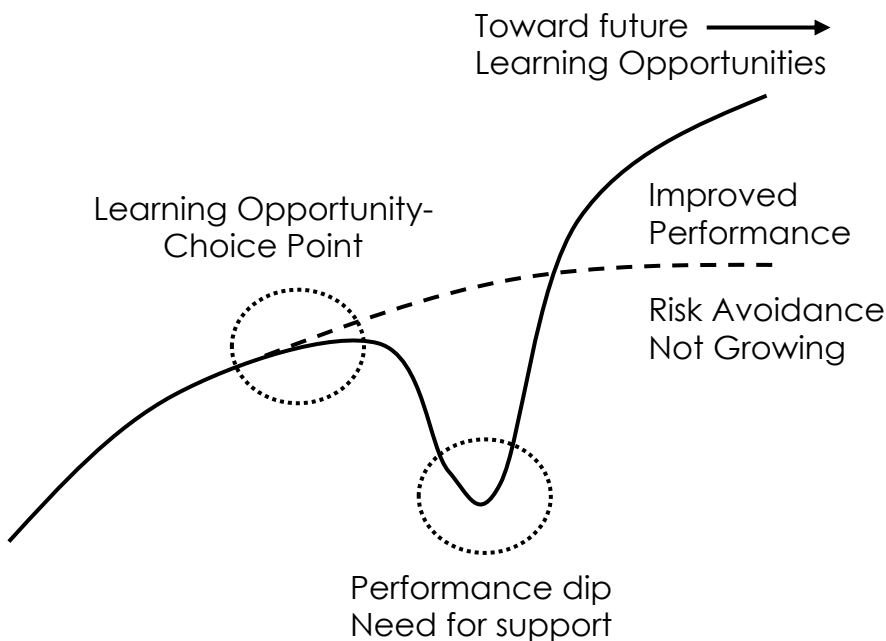 Toward future
Learning Opportunities
Learning Opportunity-
Choice Point
Improved
Performance
Risk Avoidance
Not Growing
Performance dip
Need for support